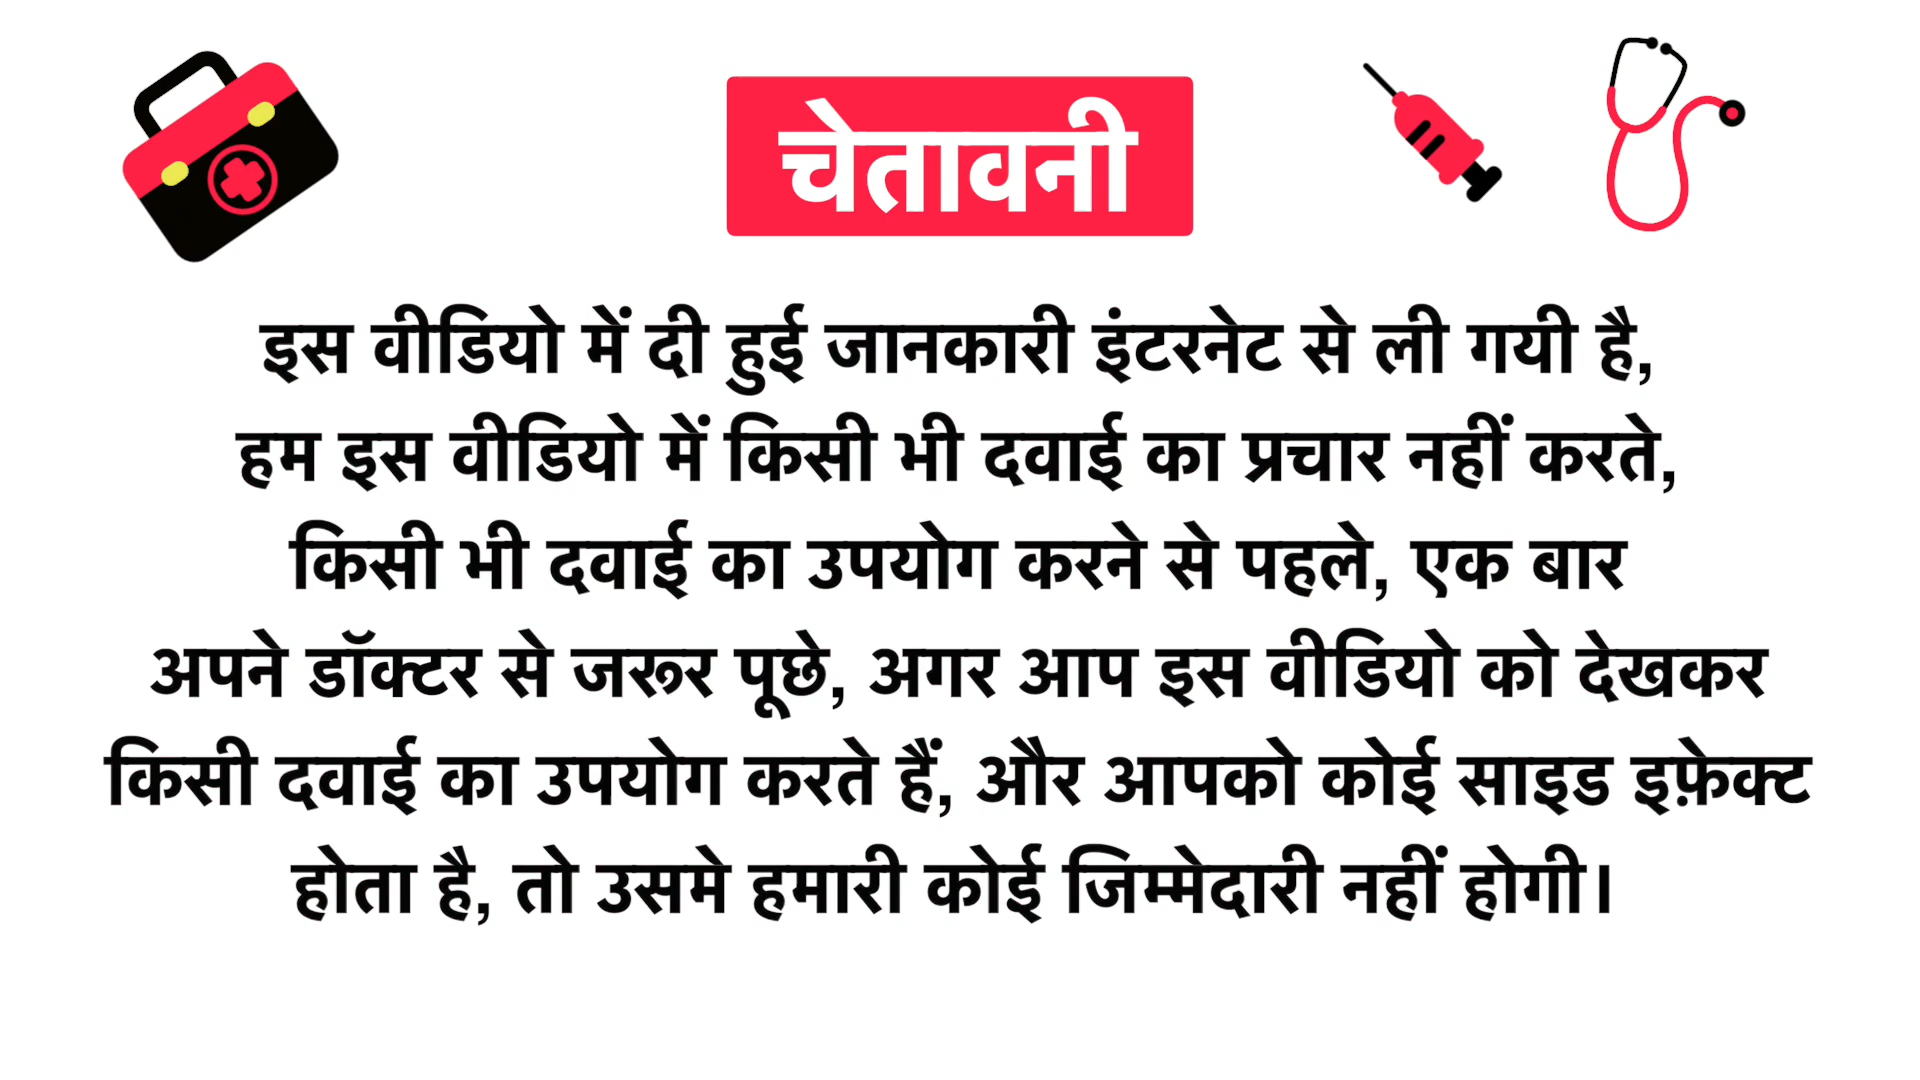 चेतावनी
इस वीडियो में दी हुई जानकारी इंटरनेट से ली गयी है,
हम इस वीडियो में किसी भी दवाई का प्रचार नहीं करते,
किसी भी दवाई का उपयोग करने से पहले, एक बार
अपने डॉक्टर से जरूर पूछे, अगर आप इस वीडियो को देखकर
किसी दवाई का उपयोग करते हैं, और आपको कोई साइड इफ़ेक्ट
होता है, तो उसमे हमारी कोई जिम्मेदारी नहीं होगी।